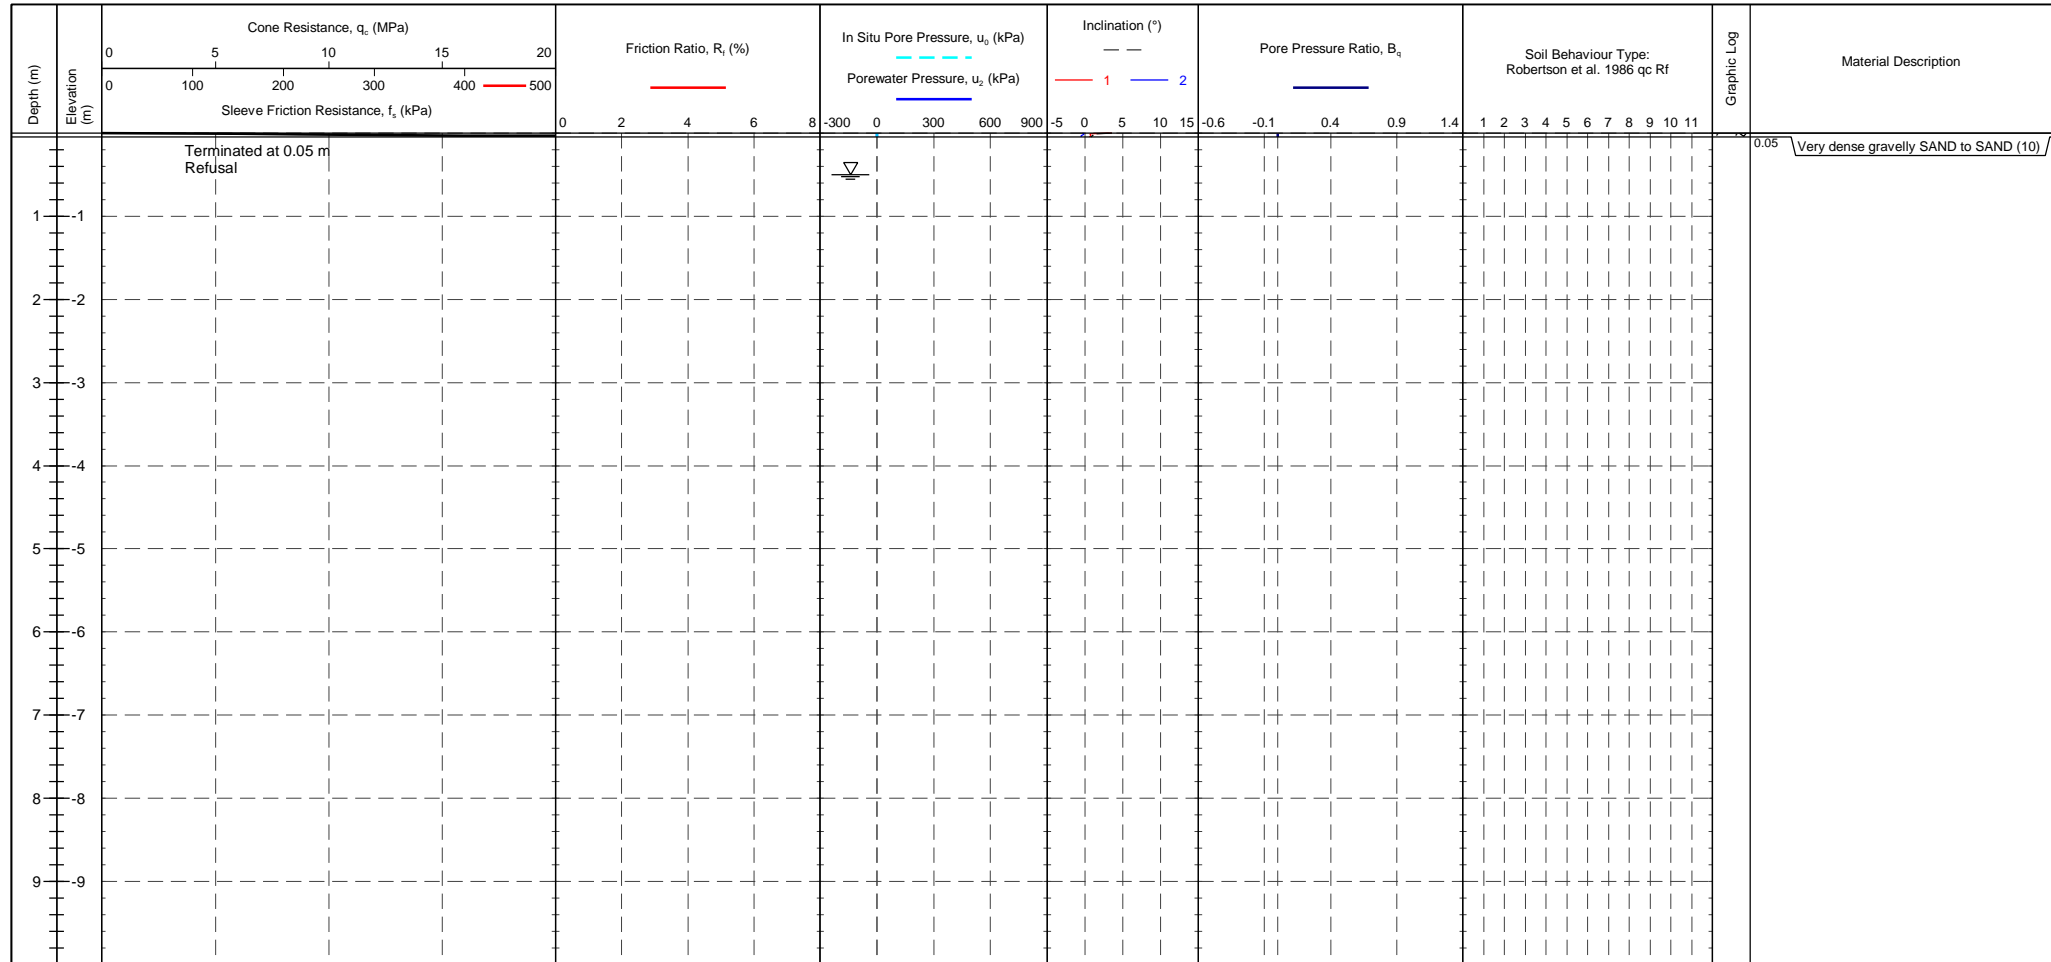 Depth (m)
Elevation
(m)
Cone Resistance, qc (MPa)
0 5 10 15 20
0 100 200 300 400 500
Sleeve Friction Resistance, fs (kPa)
Friction Ratio, Rf (%)
0 2 4 6 8
In Situ Pore Pressure, u0 (kPa)
Porewater Pressure, u2 (kPa)
-300 0 300 600 900
Inclination (°)
1 2
-5 0 5 10 15
Pore Pressure Ratio, Bq
-0.6 -0.1 0.4 0.9 1.4
Soil Behaviour Type:
Robertson et al. 1986 qc Rf
1 2 3 4 5 6 7 8 9 10 11
Graphic Log
Material Description
Terminated at 0.05 m
Refusal
0.05 Very dense gravelly SAND to SAND (10)
1 -1
2 -2
3 -3
4 -4
5 -5
6 -6
7 -7
8 -8
9 -9